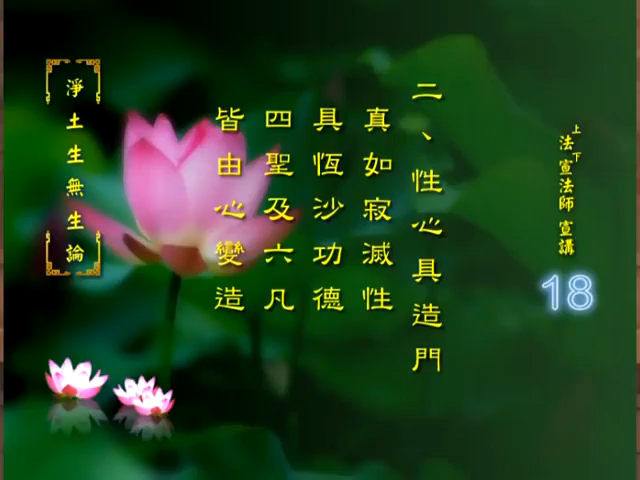 上法下宣法師 宣講
18
二、性心具造門
真如寂滅性
具恆沙功德
四聖及六凡
皆由心變造
淨土生無生論